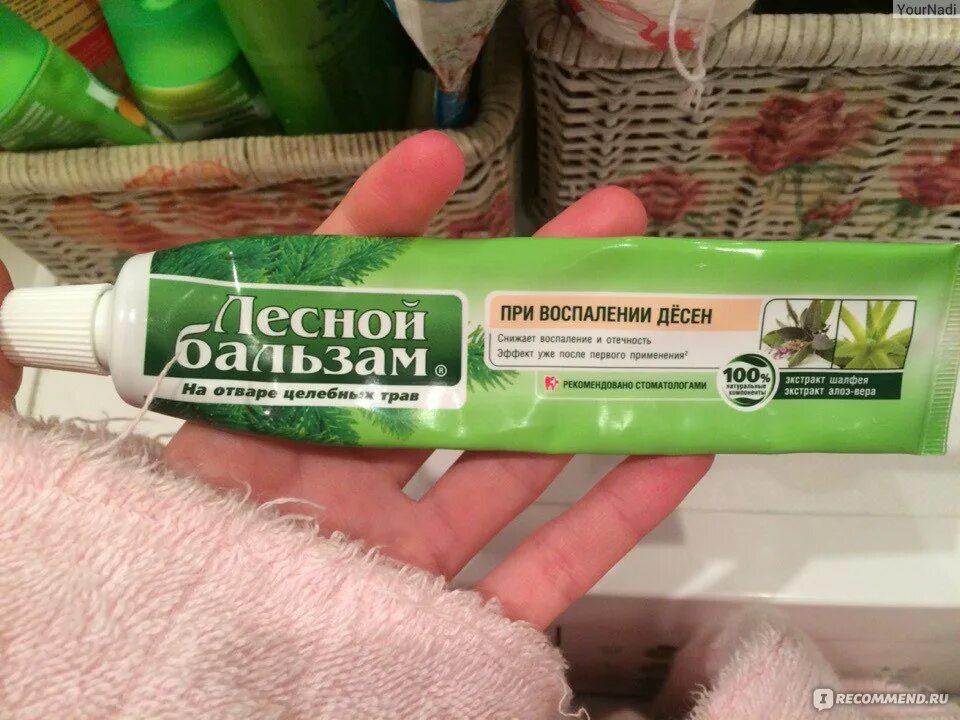 YourNadi
Лесной
бальзам®
На отваре целебных трав
ПРИ ВОСПАЛЕНИИ ДЁСЕН
Снижает воспаление и отечность
Эффект уже после первого применения²
РЕКОМЕНДОВАНО СТОМАТОЛОГАМИ
100%
натуральные
компоненты
экстракт шалфея
экстракт алоэ-вера
IRECOMMEND.RU